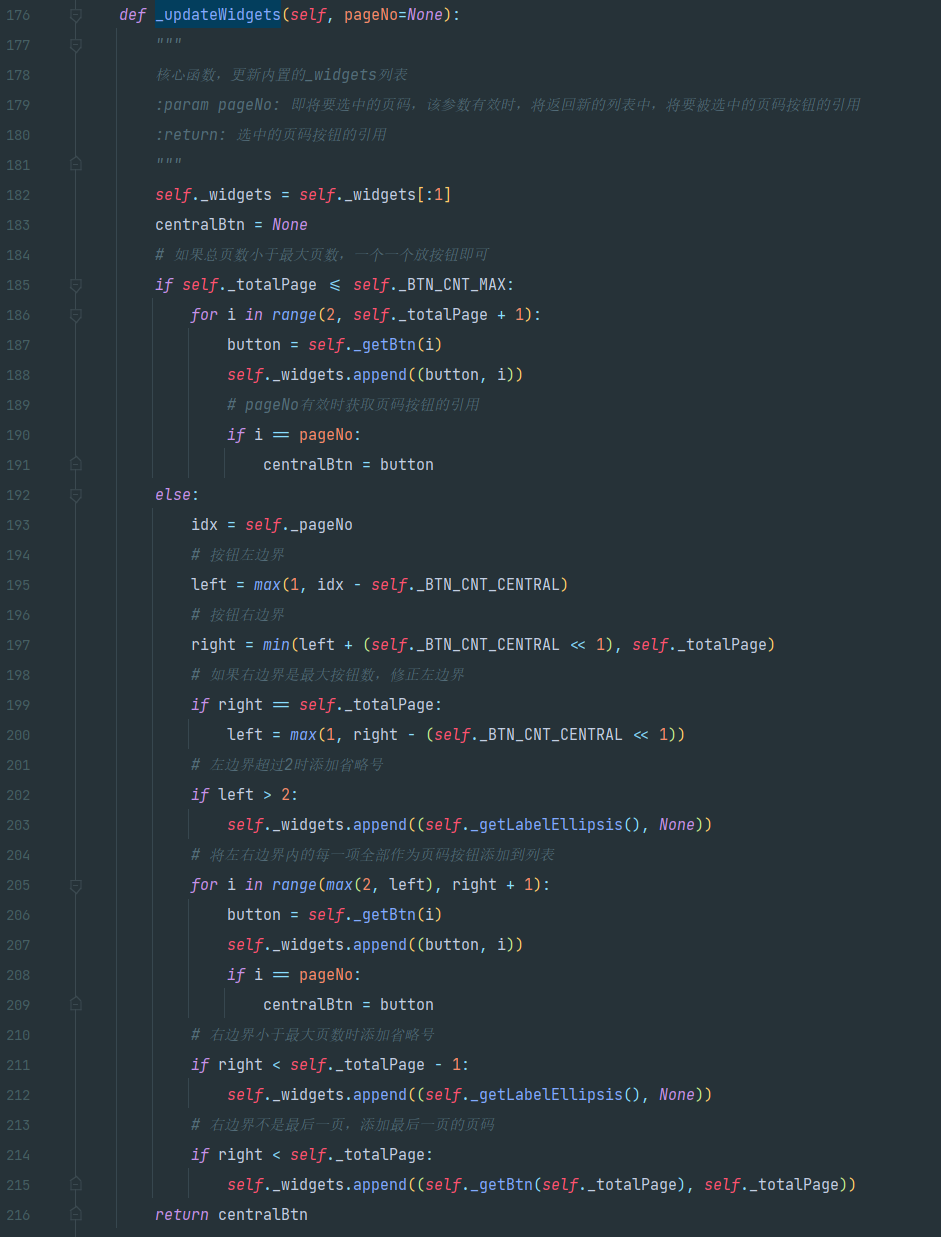 176 def _updateWidgets(self, pageNo=None):
177 """
178 核心函数，更新内置的_widgets列表
179 :param pageNo: 即将要选中的页码，该参数有效时，将返回新的列表中，将要被选中的页码按钮的引用
180 :return: 选中的页码按钮的引用
181 """
182 self._widgets = self._widgets[:1]
183 centralBtn = None
184 # 如果总页数小于最大页数，一个一个放按钮即可
185 if self._totalPage <= self._BTN_CNT_MAX:
186 for i in range(2, self._totalPage + 1):
187 button = self._getBtn(i)
188 self._widgets.append((button, i))
189 # pageNo有效时获取页码按钮的引用
190 if i == pageNo:
191 centralBtn = button
192 else:
193 idx = self._pageNo
194 # 按钮左边界
195 left = max(1, idx - self._BTN_CNT_CENTRAL)
196 # 按钮右边界
197 right = min(left + (self._BTN_CNT_CENTRAL << 1), self._totalPage)
198 # 如果右边界是最大按钮数，修正左边界
199 if right == self._totalPage:
200 left = max(1, right - (self._BTN_CNT_CENTRAL << 1))
201 # 左边界超过2时添加省略号
202 if left > 2:
203 self._widgets.append((self._getLabelEllipsis(), None))
204 # 将左右边界内的每一项全部作为页码按钮添加到列表
205 for i in range(max(2, left), right + 1):
206 button = self._getBtn(i)
207 self._widgets.append((button, i))
208 if i == pageNo:
209 centralBtn = button
210 # 右边界小于最大页数时添加省略号
211 if right < self._totalPage - 1:
212 self._widgets.append((self._getLabelEllipsis(), None))
213 # 右边界不是最后一页，添加最后一页的页码
214 if right < self._totalPage:
215 self._widgets.append((self._getBtn(self._totalPage), self._totalPage))
216 return centralBtn